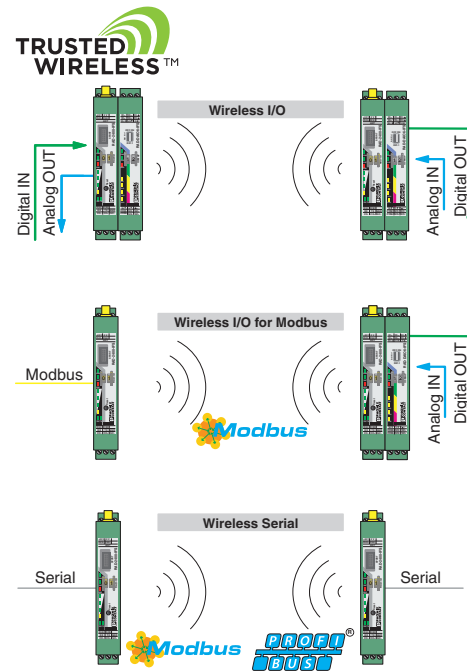 TRUSTED
WIRELESS™
Wireless I/O
Digital IN
Analog OUT
Analog IN
Digital OUT
Wireless I/O for Modbus
Modbus
Modbus
Analog IN
Digital OUT
Wireless Serial
Serial
Serial
Modbus
PROFI®
BUS